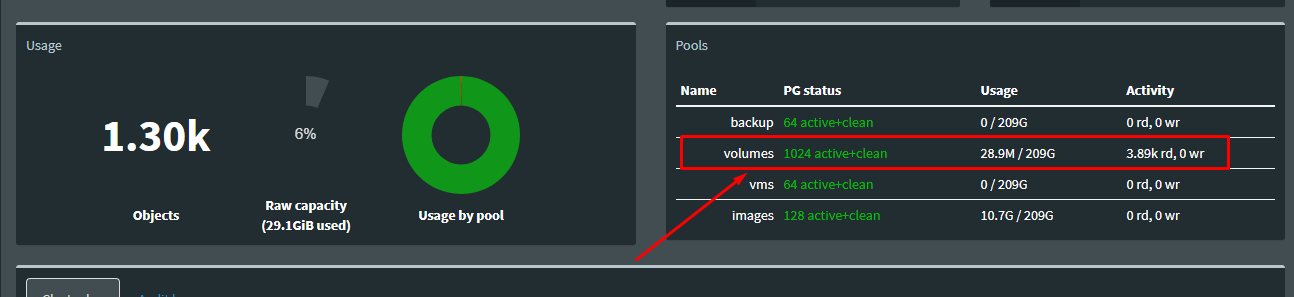 Usage
1.30k
Objects
6%
Raw capacity
(29.1GiB used)
Usage by pool
Pools
Name PG status Usage Activity
backup 64 active+clean 0 / 209G 0 rd, 0 wr
volumes 1024 active+clean 28.9M / 209G 3.89k rd, 0 wr
vms 64 active+clean 0 / 209G 0 rd, 0 wr
images 128 active+clean 10.7G / 209G 0 rd, 0 wr